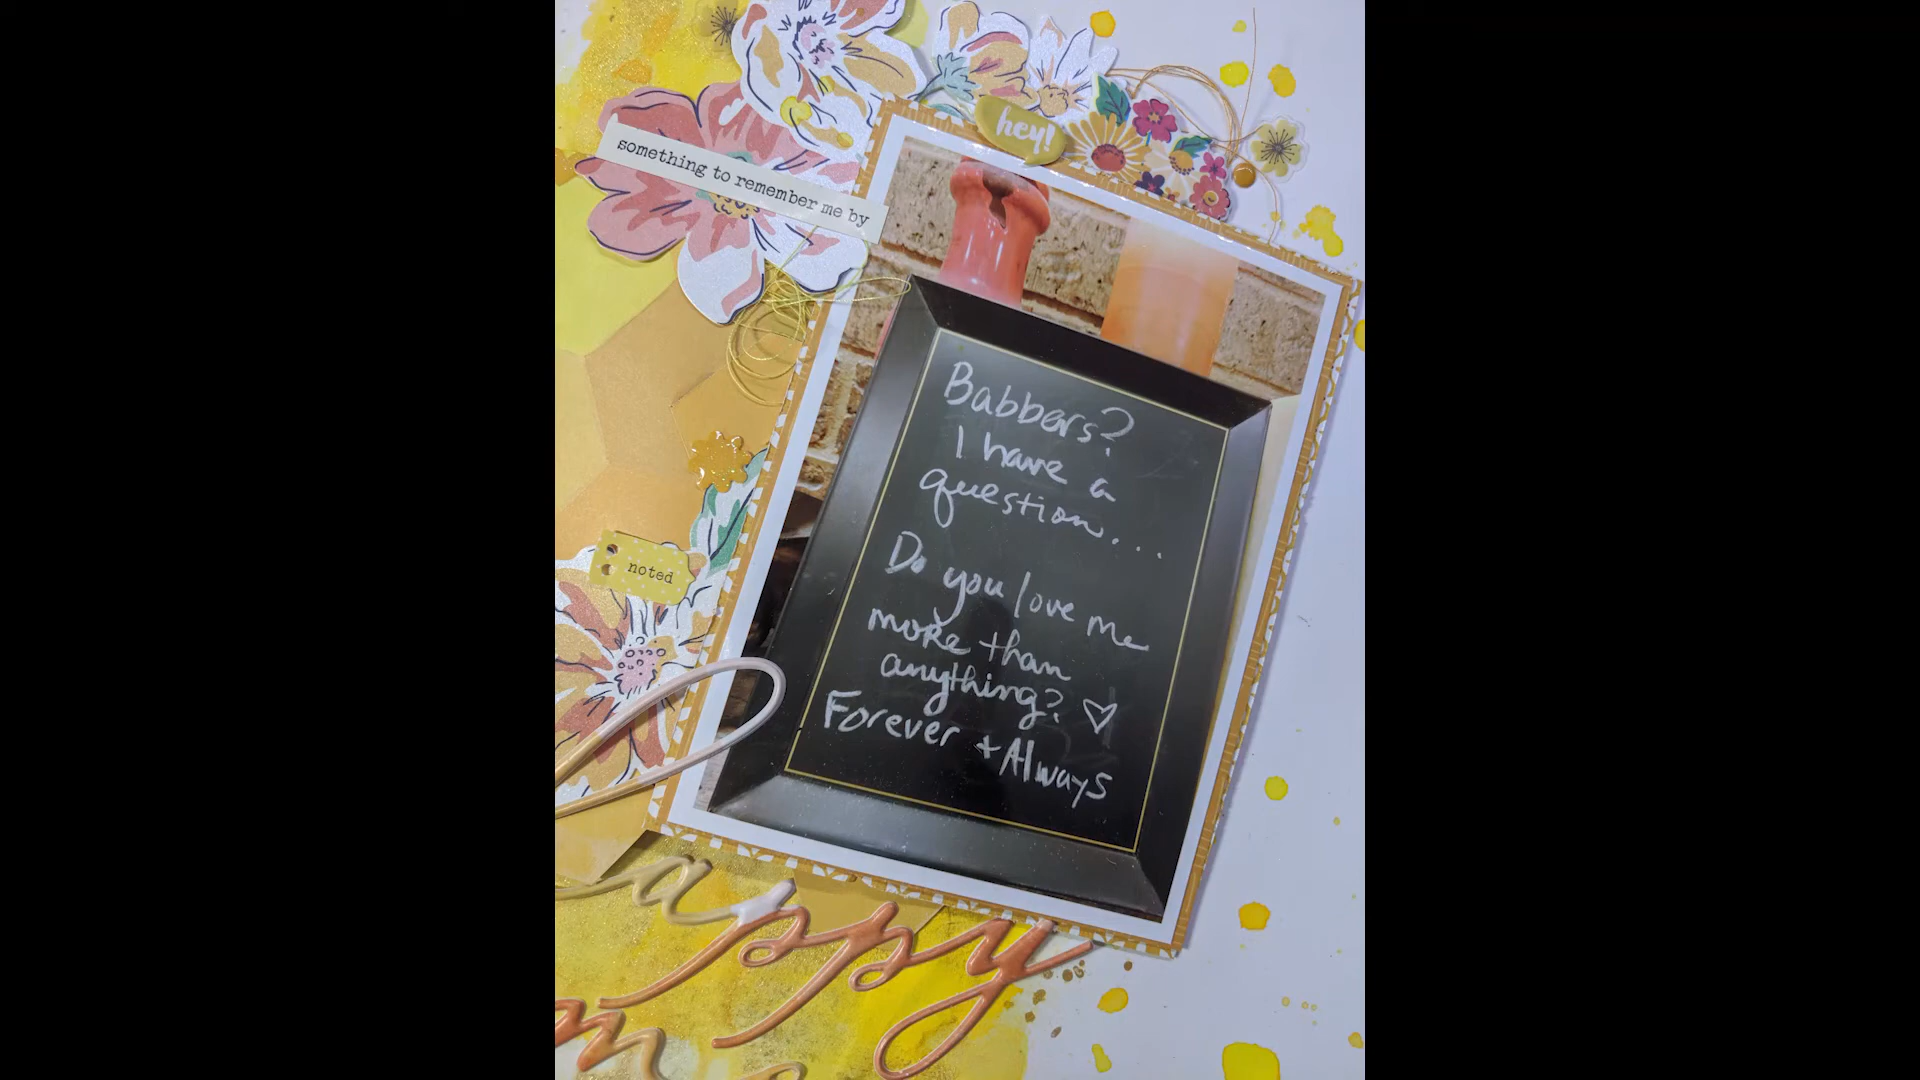 hey!
something to remember me by
Babbers?
I have a
question...
Do you love me
more than
anything? ♡
Forever + Always
noted
appy